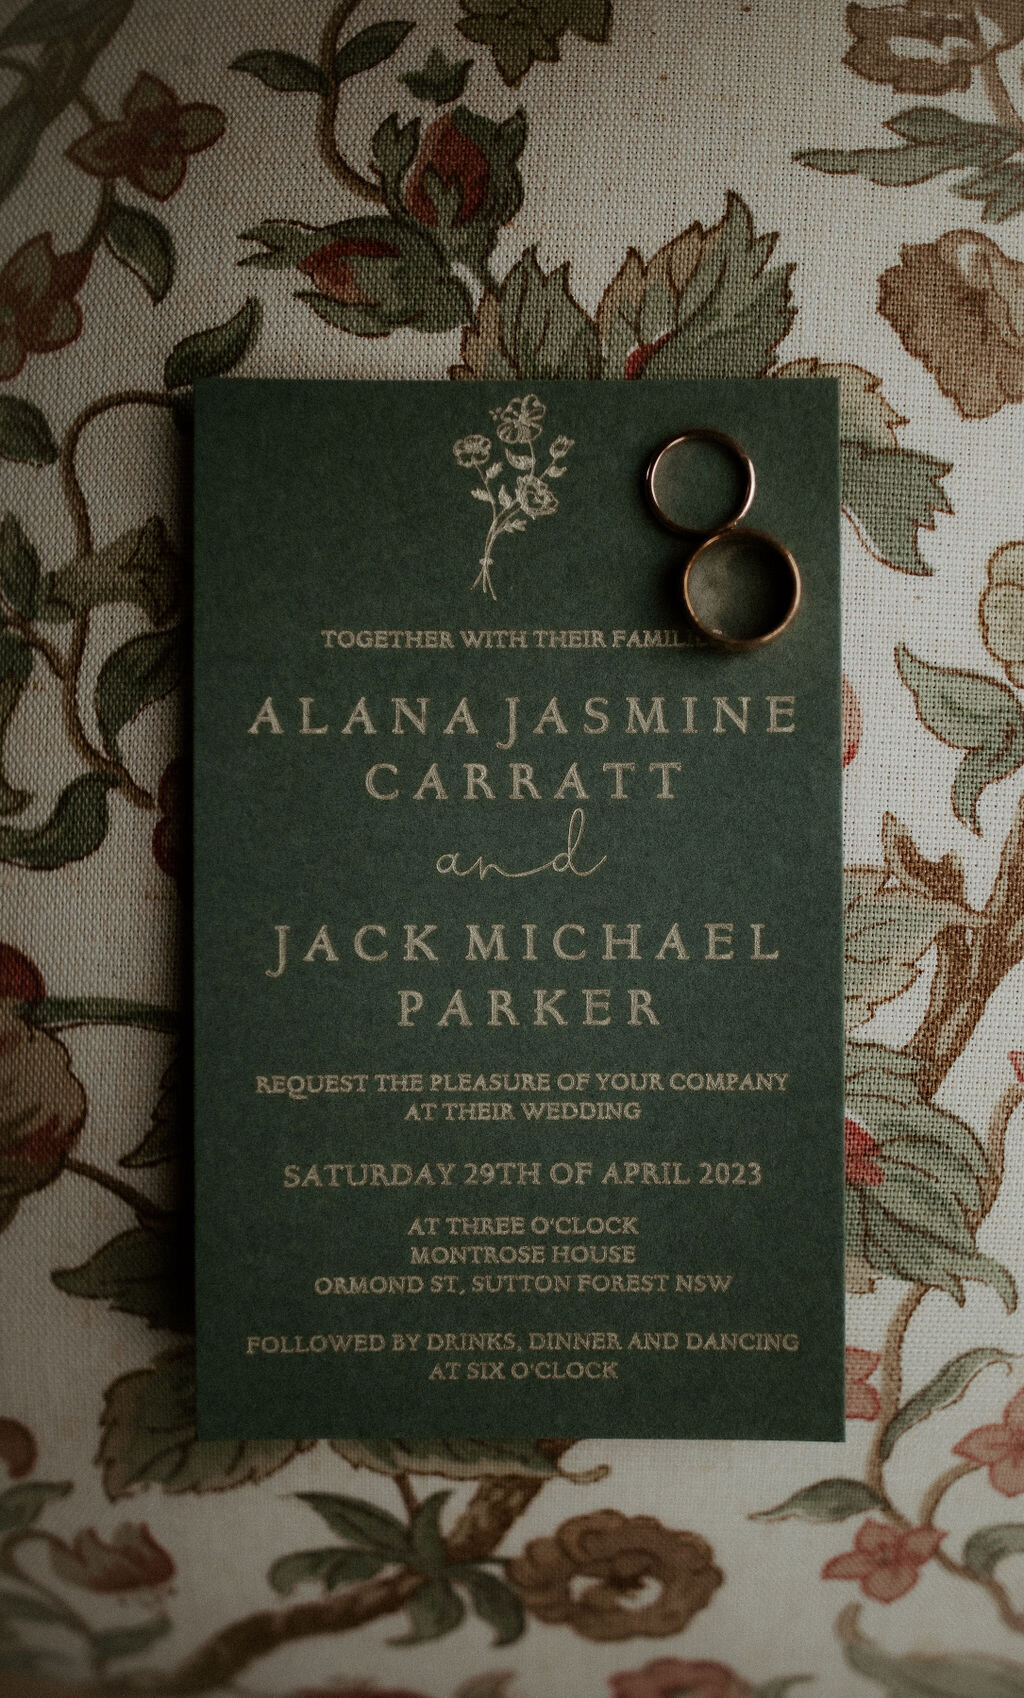 TOGETHER WITH THEIR
ALANA JASMINE
CARRATT
and
JACK MICHAEL
PARKER
REQUEST THE PLEASURE OF YOUR COMPANY
AT THEIR WEDDING
SATURDAY 29TH OF APRIL 2023
AT THREE O'CLOCK
MONTROSE HOUSE
ORMOND ST, SUTTON FOREST NSW
FOLLOWED BY DRINKS, DINNER AND DANCING
AT SIX O'CLOCK